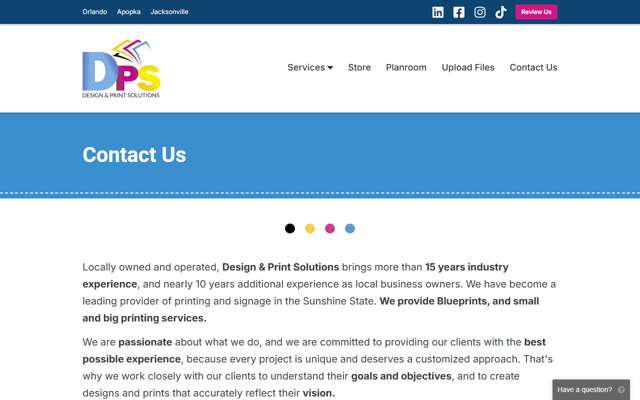 Orlando Apopka Jacksonville Review Us
DPS
DESIGN & PRINT SOLUTIONS
Services Store Planroom Upload Files Contact Us
Contact Us
Locally owned and operated, Design & Print Solutions brings more than 15 years industry
experience, and nearly 10 years additional experience as local business owners. We have become a
leading provider of printing and signage in the Sunshine State. We provide Blueprints, and small
and big printing services.
We are passionate about what we do, and we are committed to providing our clients with the best
possible experience, because every project is unique and deserves a customized approach. That's
why we work closely with our clients to understand their goals and objectives, and to create
designs and prints that accurately reflect their vision.
Have a question?